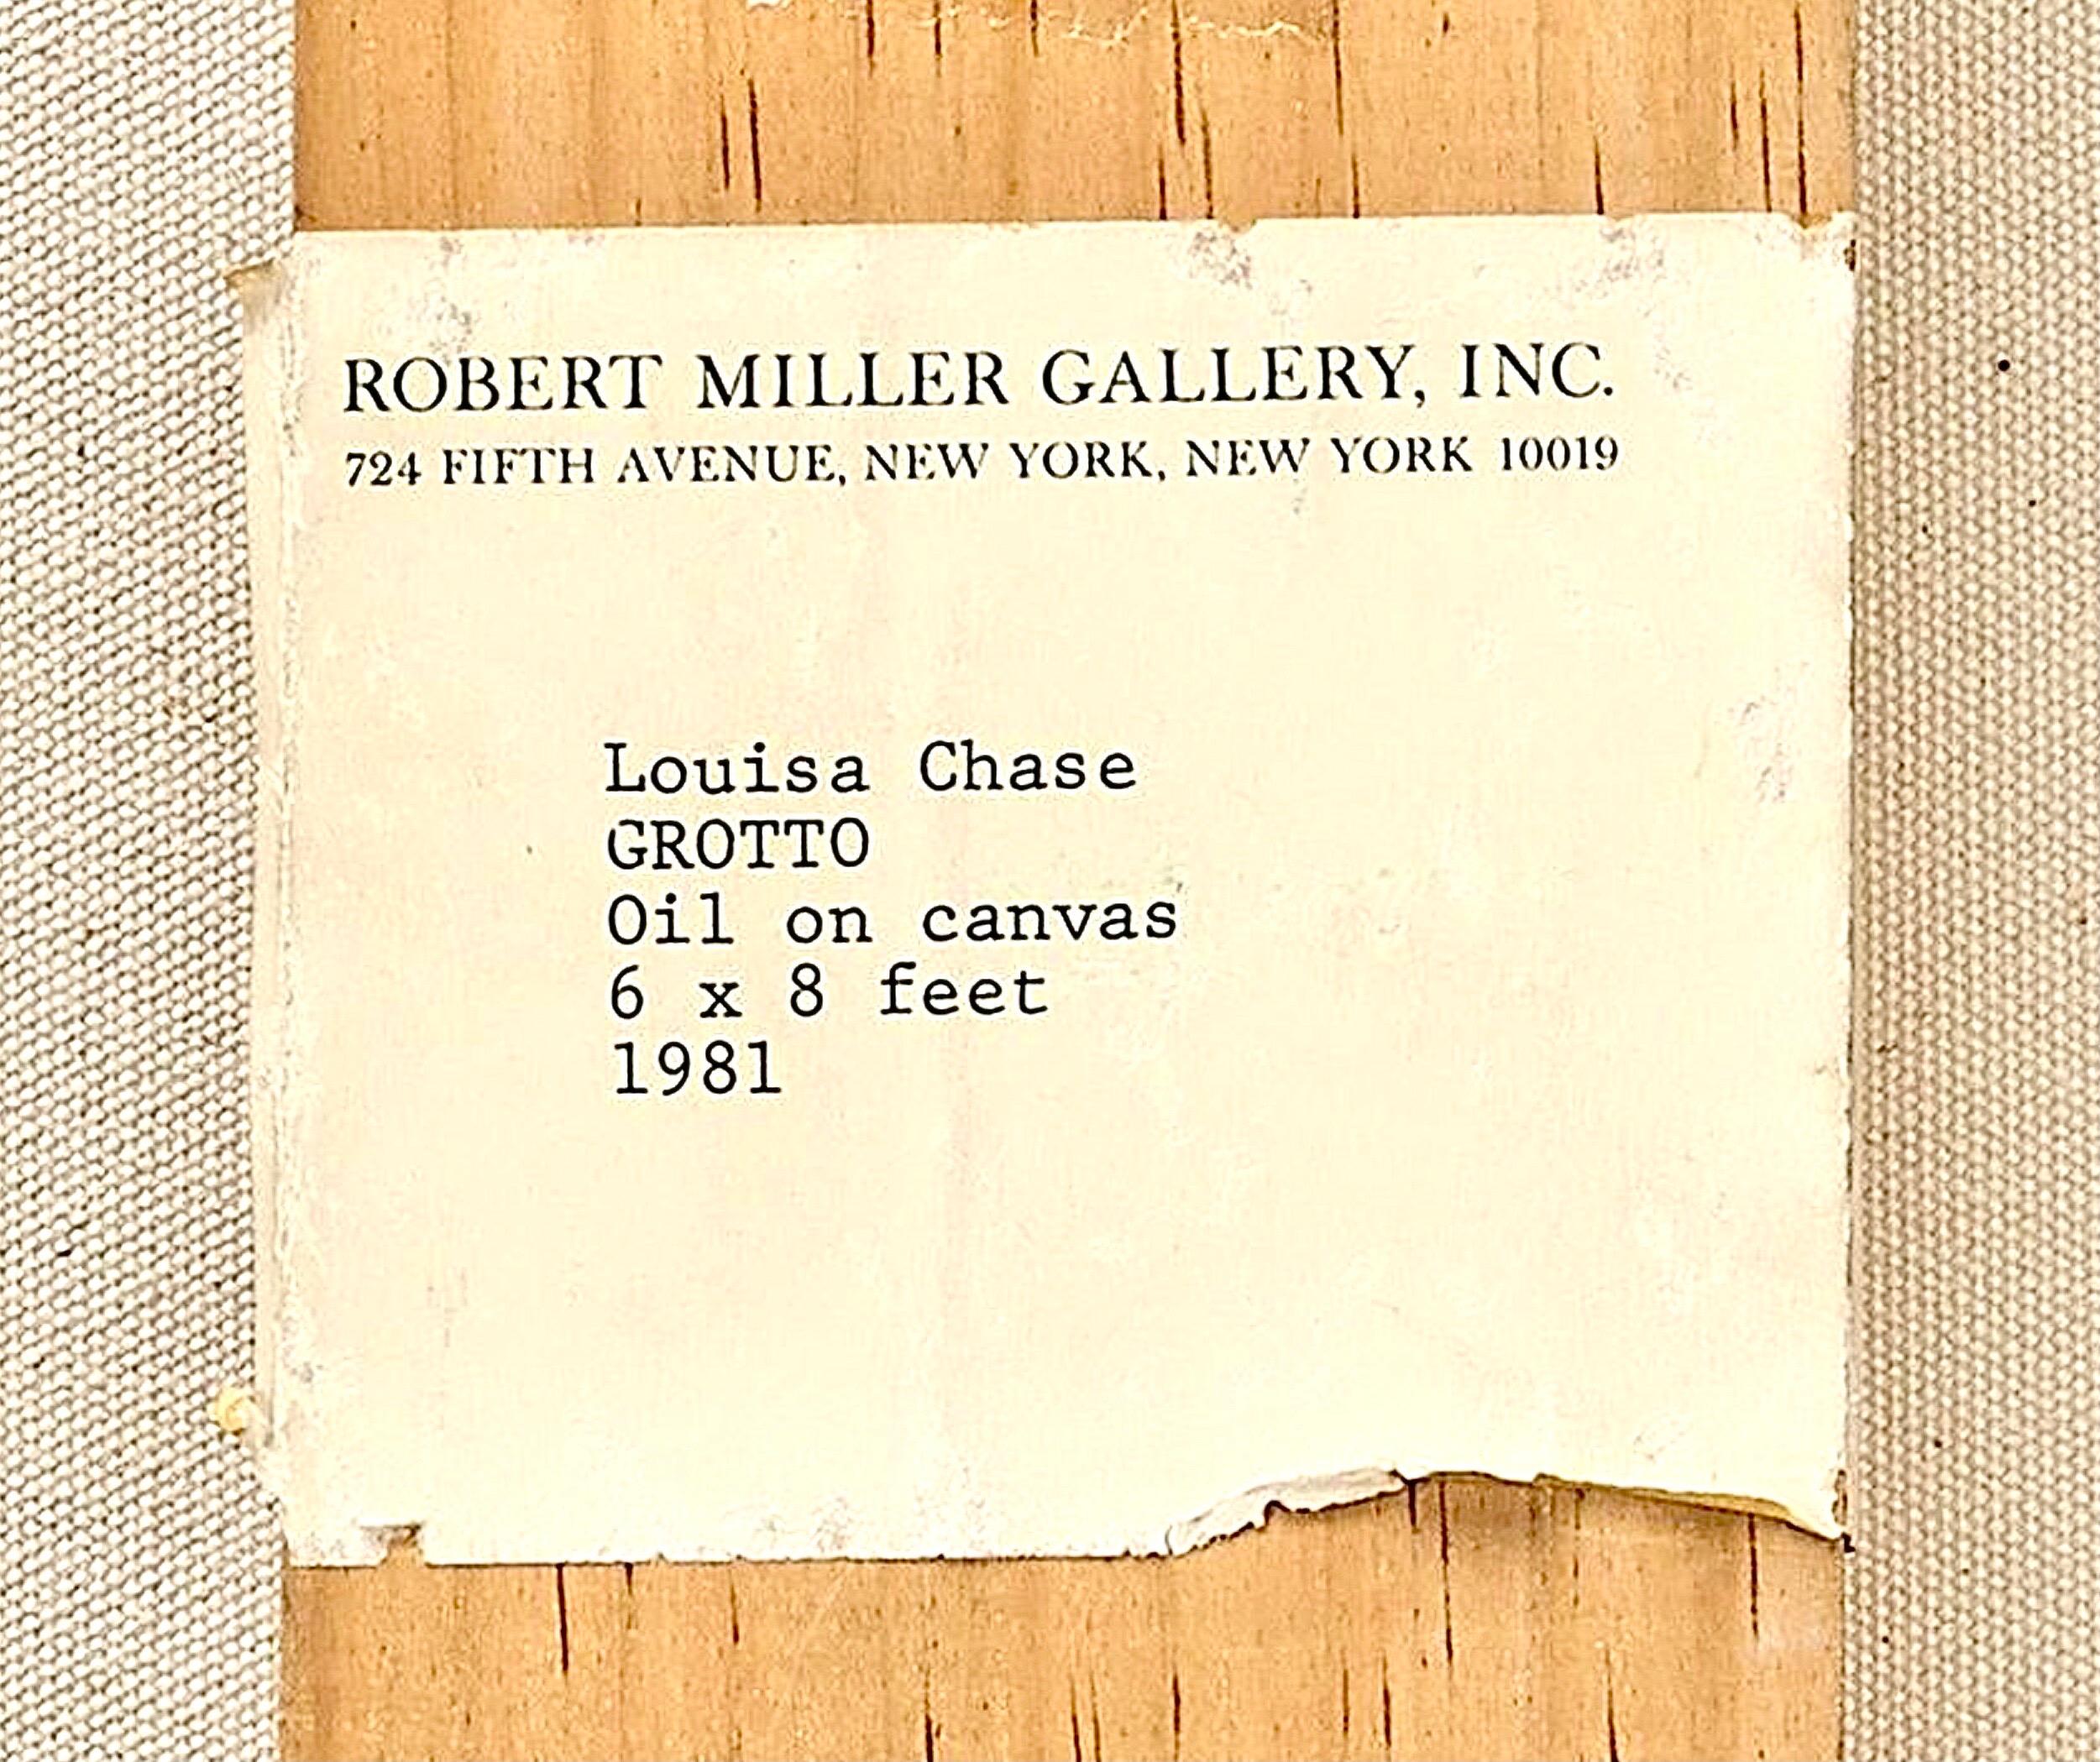 ROBERT MILLER GALLERY, INC.
724 FIFTH AVENUE, NEW YORK, NEW YORK 10019
Louisa Chase
GROTTO
Oil on canvas
6 x 8 feet
1981